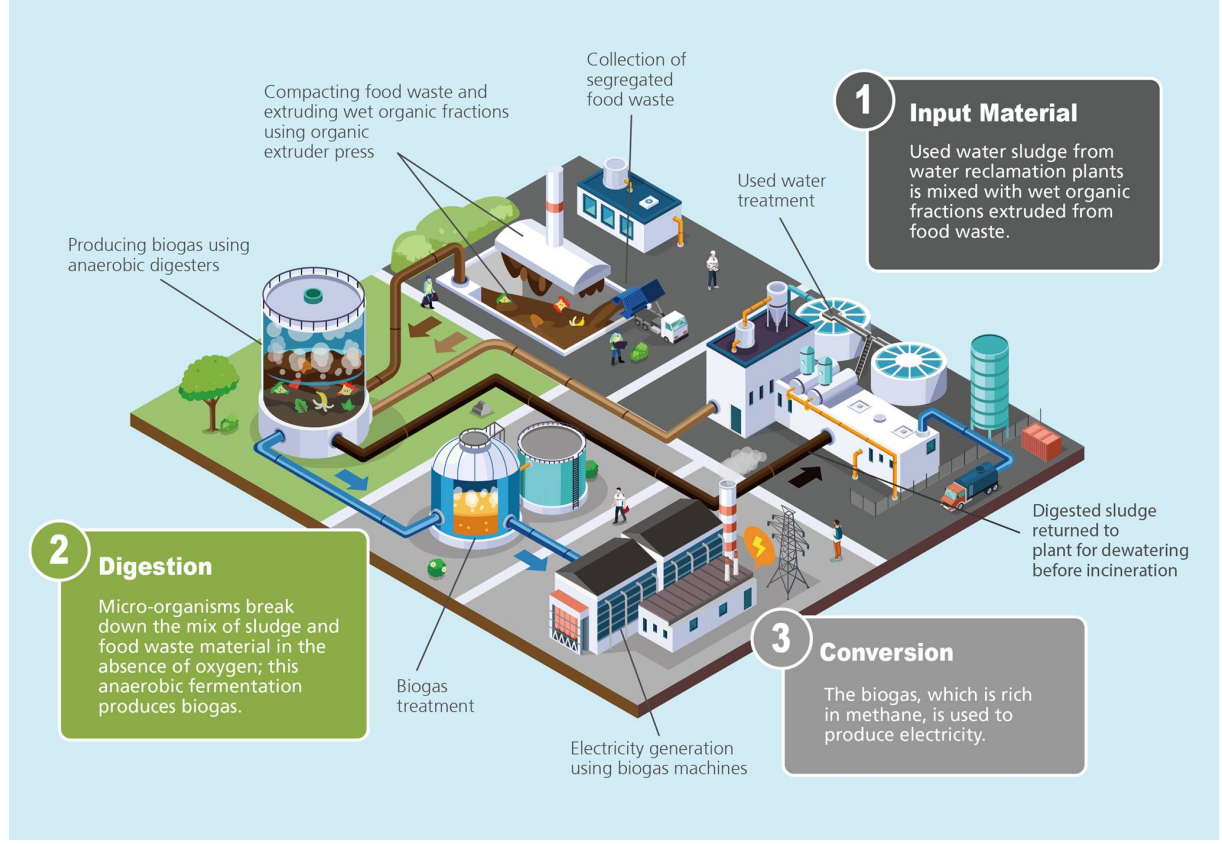 Collection of
segregated
food waste
Compacting food waste and
extruding wet organic fractions
using organic
extruder press
1
Input Material
Used water sludge from
water reclamation plants
is mixed with wet organic
fractions extruded from
food waste.
Used water
treatment
Producing biogas using
anaerobic digesters
Digested sludge
returned to
plant for dewatering
before incineration
2
Digestion
Micro-organisms break
down the mix of sludge and
food waste material in the
absence of oxygen; this
anaerobic fermentation
produces biogas.
3
Conversion
The biogas, which is rich
in methane, is used to
produce electricity.
Biogas
treatment
Electricity generation
using biogas machines